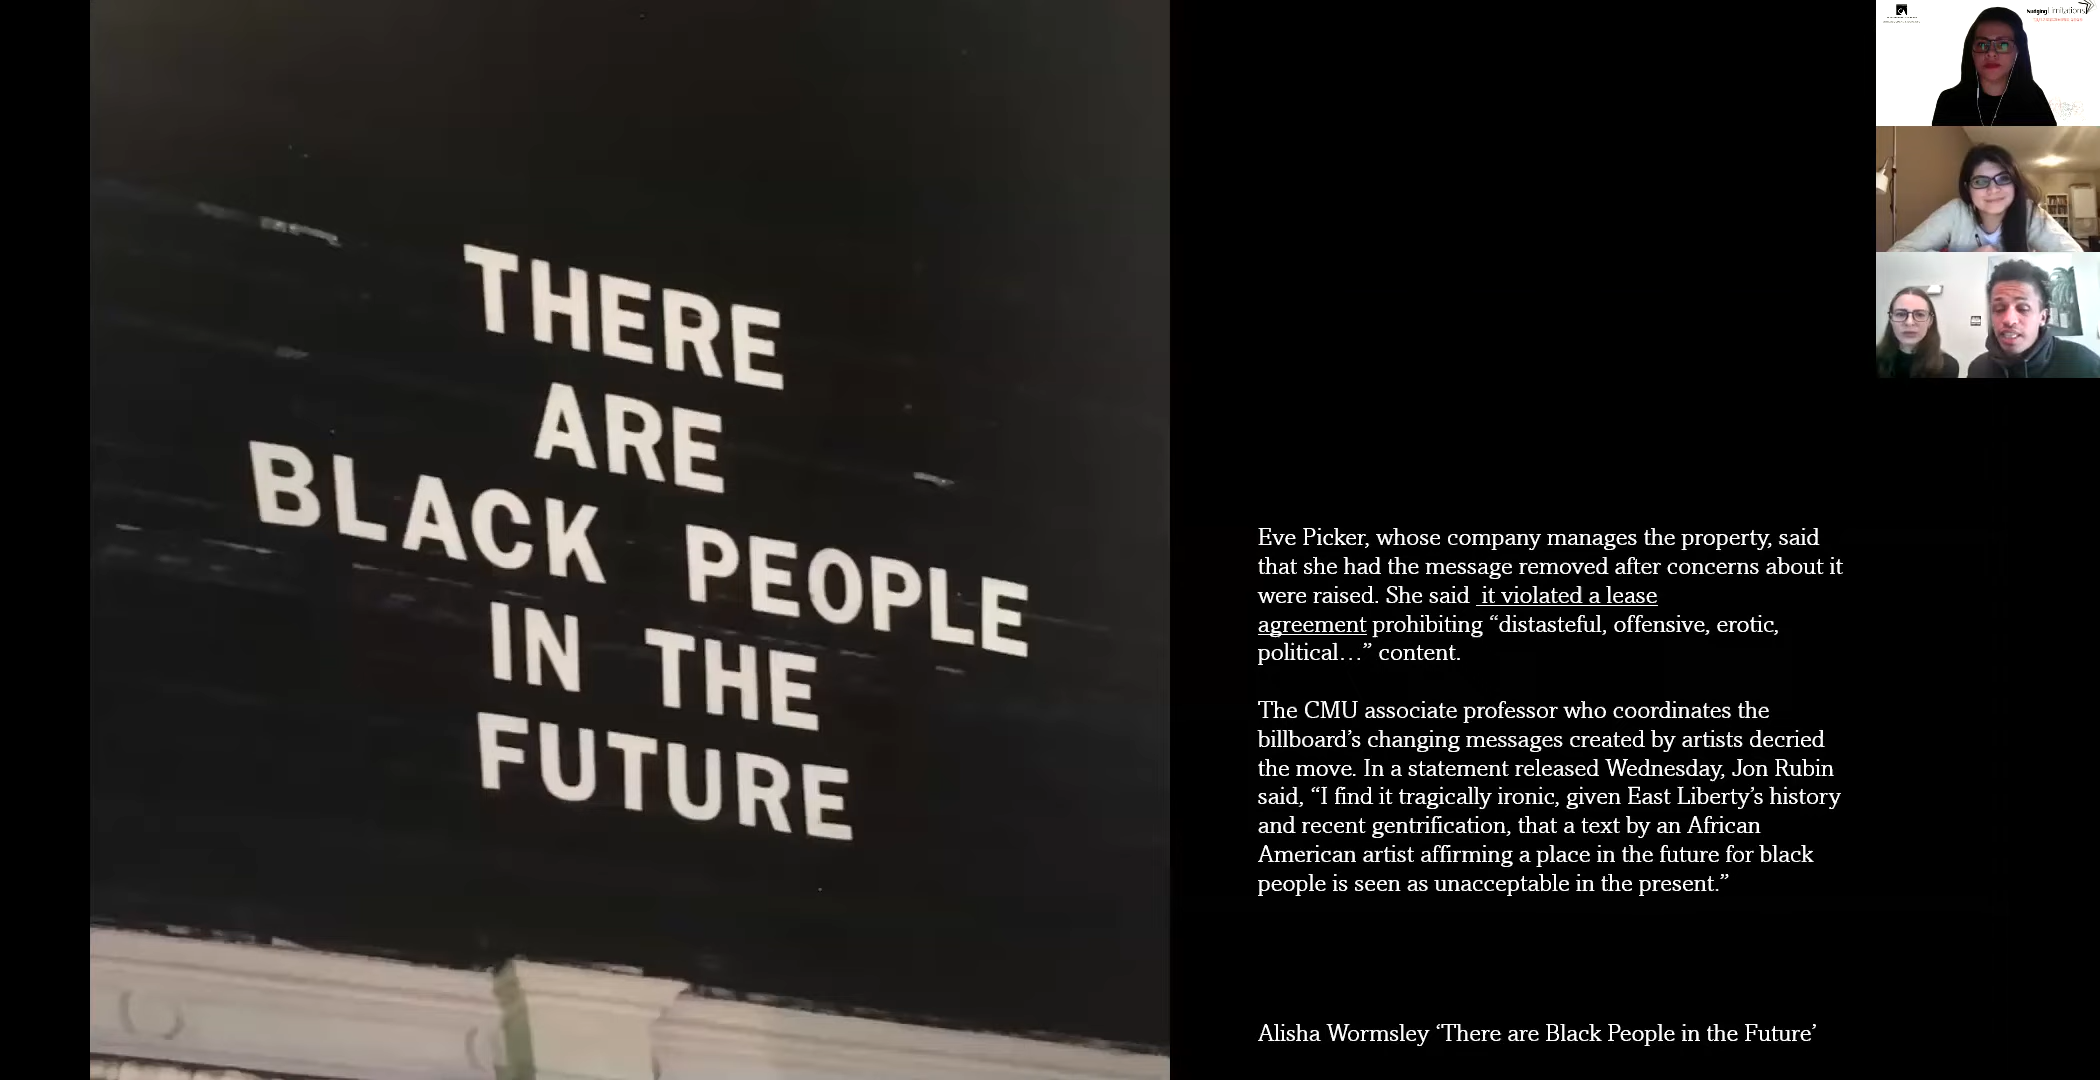 THERE
ARE
BLACK PEOPLE
IN THE
FUTURE
Eve Picker, whose company manages the property, said
that she had the message removed after concerns about it
were raised. She said it violated a lease
agreement prohibiting “distasteful, offensive, erotic,
political…” content.
The CMU associate professor who coordinates the
billboard’s changing messages created by artists decried
the move. In a statement released Wednesday, Jon Rubin
said, “I find it tragically ironic, given East Liberty’s history
and recent gentrification, that a text by an African
American artist affirming a place in the future for black
people is seen as unacceptable in the present.”
Alisha Wormsley ‘There are Black People in the Future’
Limitations